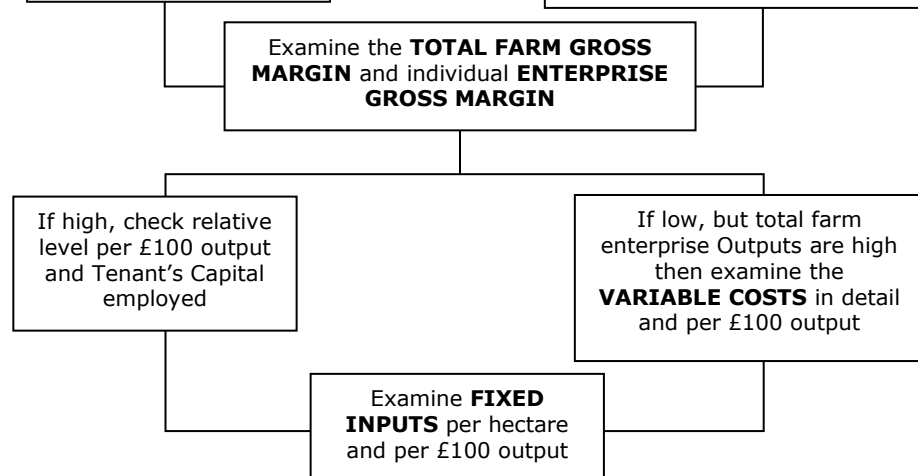 Examine the TOTAL FARM GROSS
MARGIN and individual ENTERPRISE
GROSS MARGIN
If high, check relative
level per £100 output
and Tenant's Capital
employed
If low, but total farm
enterprise Outputs are high
then examine the
VARIABLE COSTS in detail
and per £100 output
Examine FIXED
INPUTS per hectare
and per £100 output